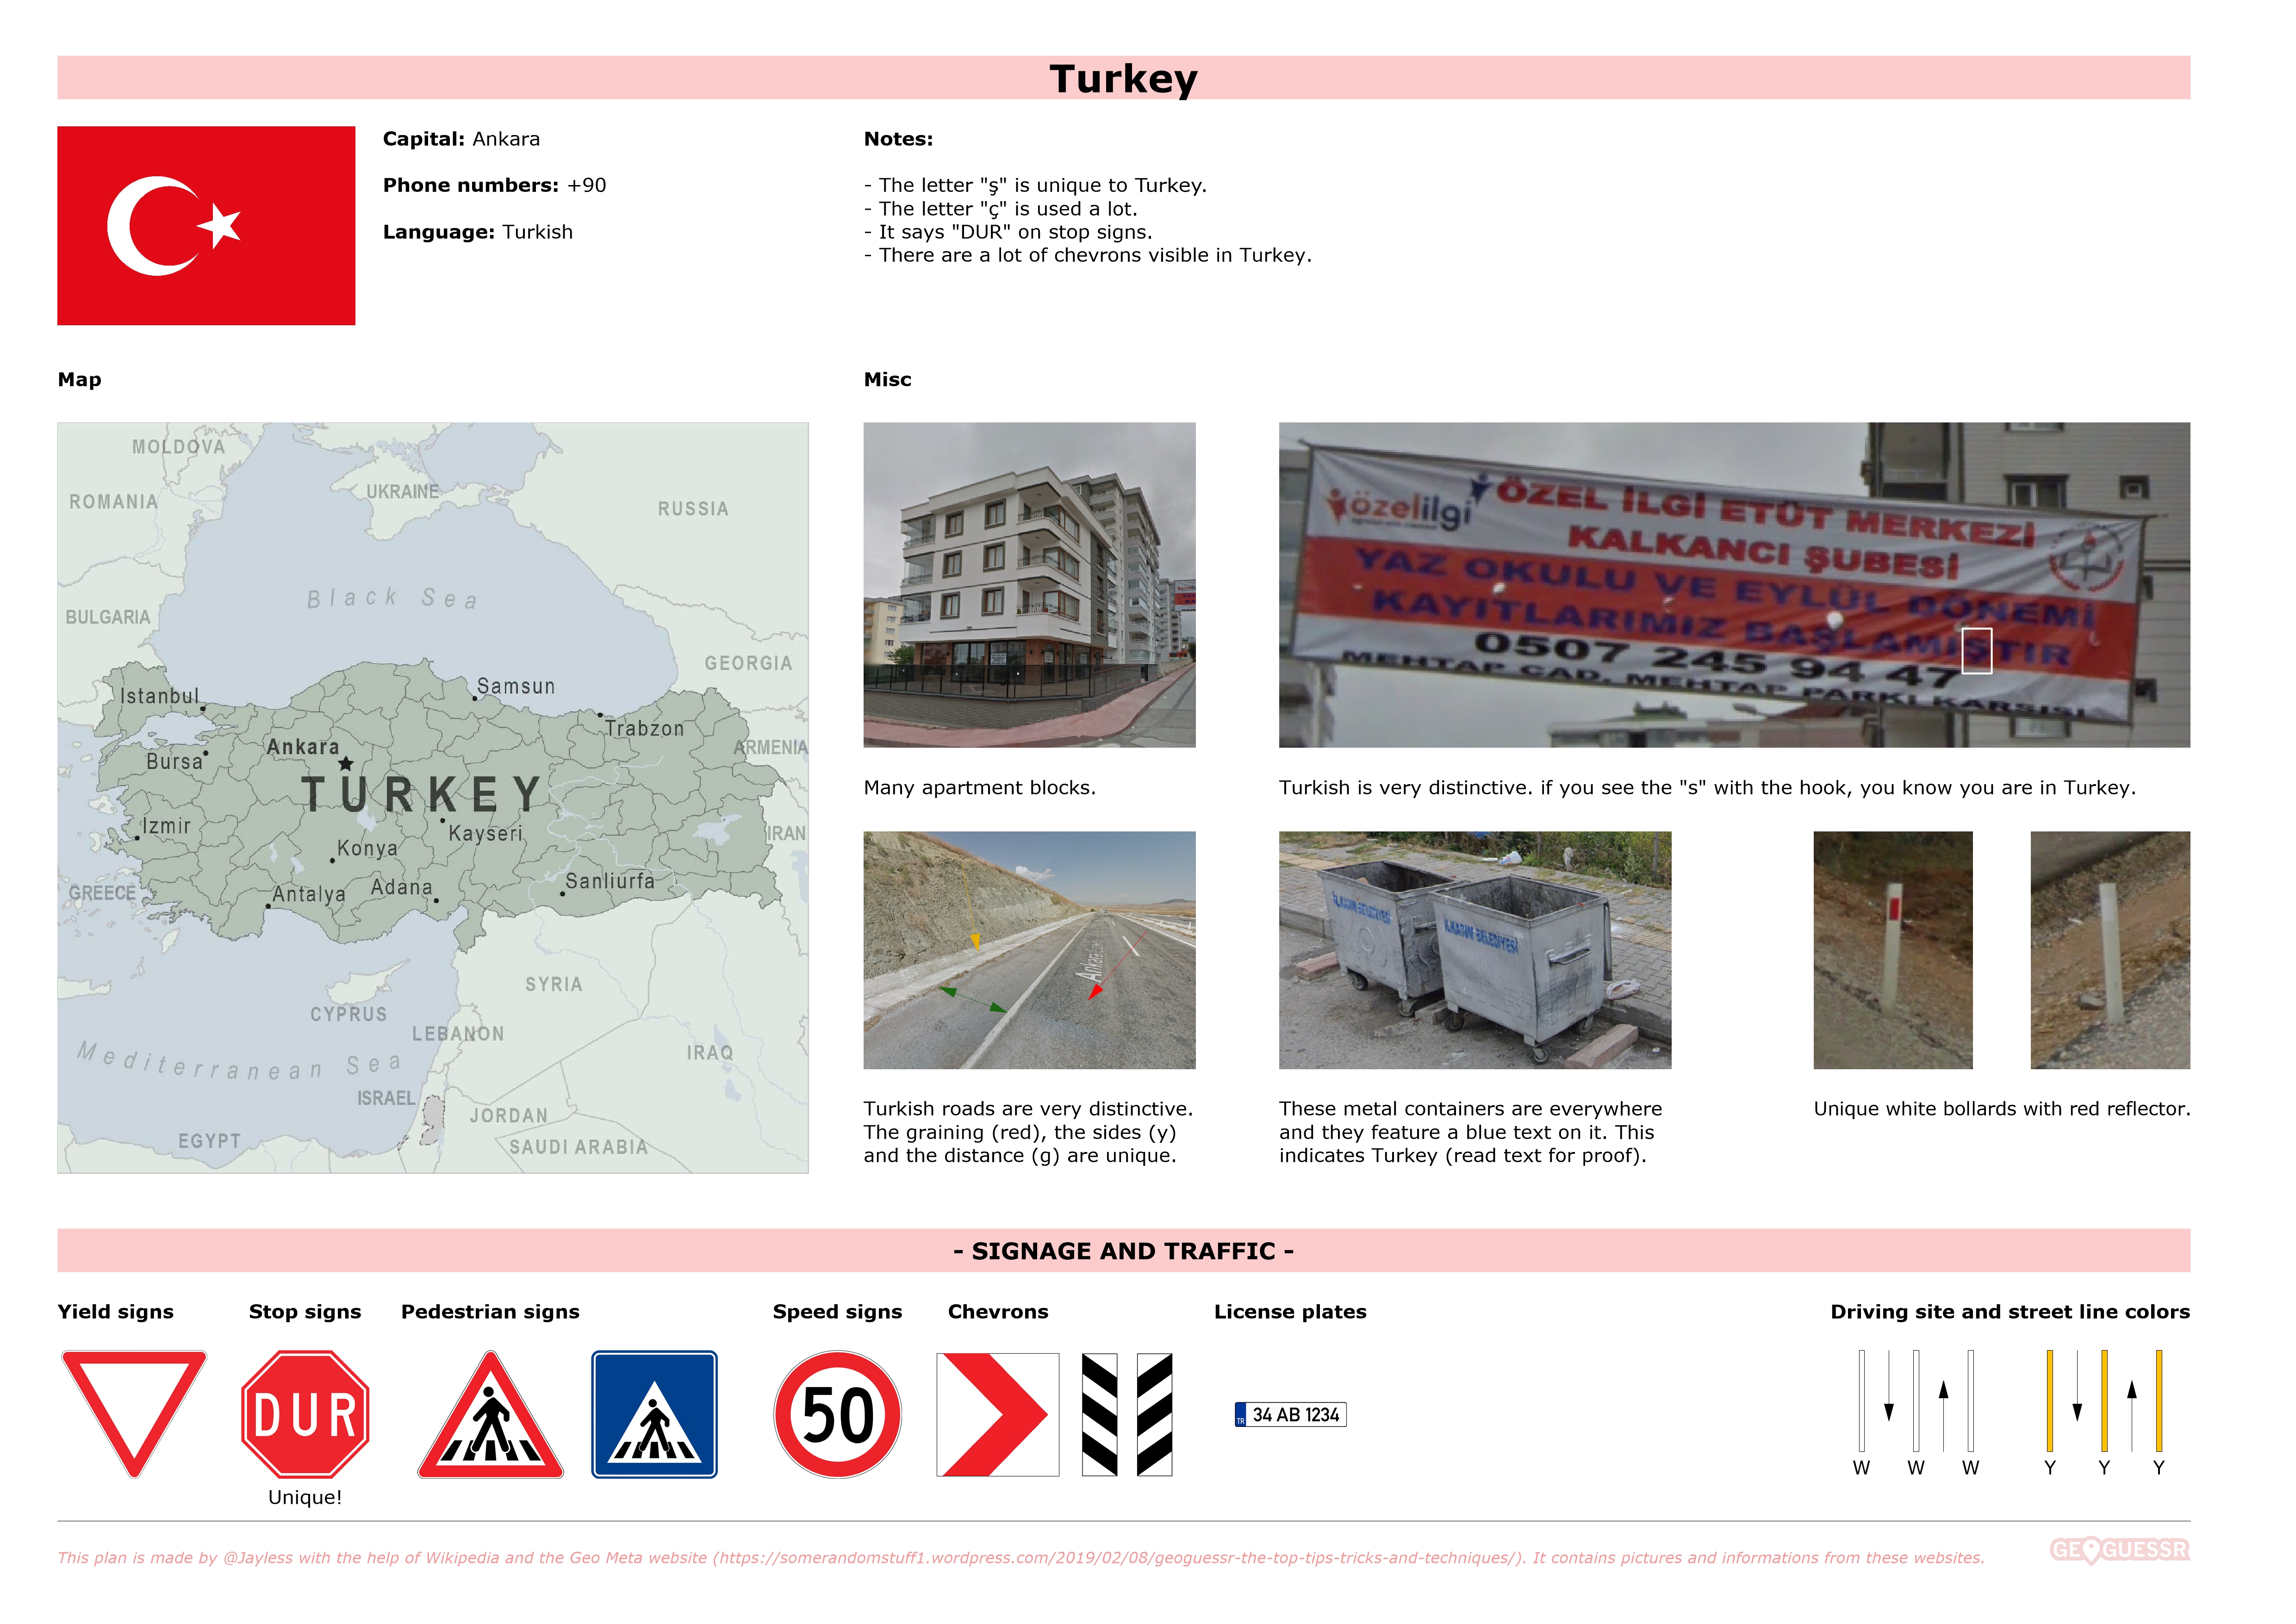 Turkey
Capital: Ankara
Phone numbers: +90
Language: Turkish
Notes:
- The letter "ş" is unique to Turkey.
- The letter "ç" is used a lot.
- It says "DUR" on stop signs.
- There are a lot of chevrons visible in Turkey.
Map
MOLDOVA
ROMANIA
UKRAINE
RUSSIA
Black Sea
BULGARIA
GEORGIA
Istanbul
Samsun
Trabzon
Ankara
ARMENIA
Bursa
TURKEY
Izmir
Kayseri
IRAN
Konya
GREECE
Antalya
Adana
Sanliurfa
SYRIA
CYPRUS
LEBANON
Mediterranean Sea
IRAQ
ISRAEL
JORDAN
EGYPT
SAUDI ARABIA
Misc
Many apartment blocks.
özelilgi
ÖZEL İLGİ ETÜT MERKEZİ
KALKANCI ŞUBESİ
YAZ OKULU VE EYLÜL DÖNEMİ
KAYITLARIMIZ BAŞLAMIŞTIR
0507 245 94 47
MEHTAP CAD. MEHTAP PARKI KARŞISI
Turkish is very distinctive. if you see the "s" with the hook, you know you are in Turkey.
Ankara
Turkish roads are very distinctive.
The graining (red), the sides (y)
and the distance (g) are unique.
İLKADIM BELEDİYESİ
İLKADIM BELEDİYESİ
These metal containers are everywhere
and they feature a blue text on it. This
indicates Turkey (read text for proof).
Unique white bollards with red reflector.
- SIGNAGE AND TRAFFIC -
Yield signs
Stop signs
DUR
Unique!
Pedestrian signs
Speed signs
50
Chevrons
License plates
TR 34 AB 1234
Driving site and street line colors
W W W Y Y Y
This plan is made by @Jayless with the help of Wikipedia and the Geo Meta website (https://somerandomstuff1.wordpress.com/2019/02/08/geoguessr-the-top-tips-tricks-and-techniques/). It contains pictures and informations from these websites.
GEOGUESSR